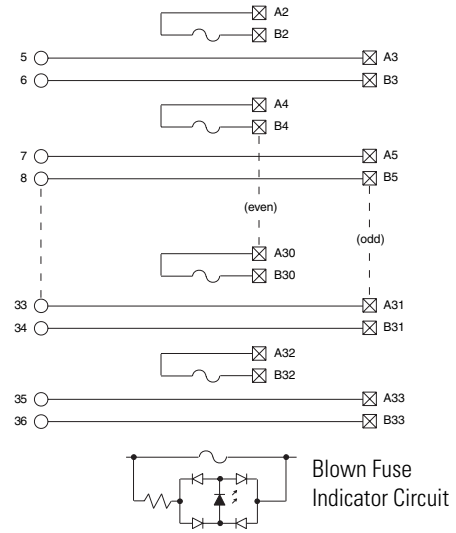 A2
B2
5 A3
6 B3
A4
B4
7 A5
8 B5
(even)
(odd)
A30
B30
33 A31
34 B31
A32
B32
35 A33
36 B33
Blown Fuse
Indicator Circuit